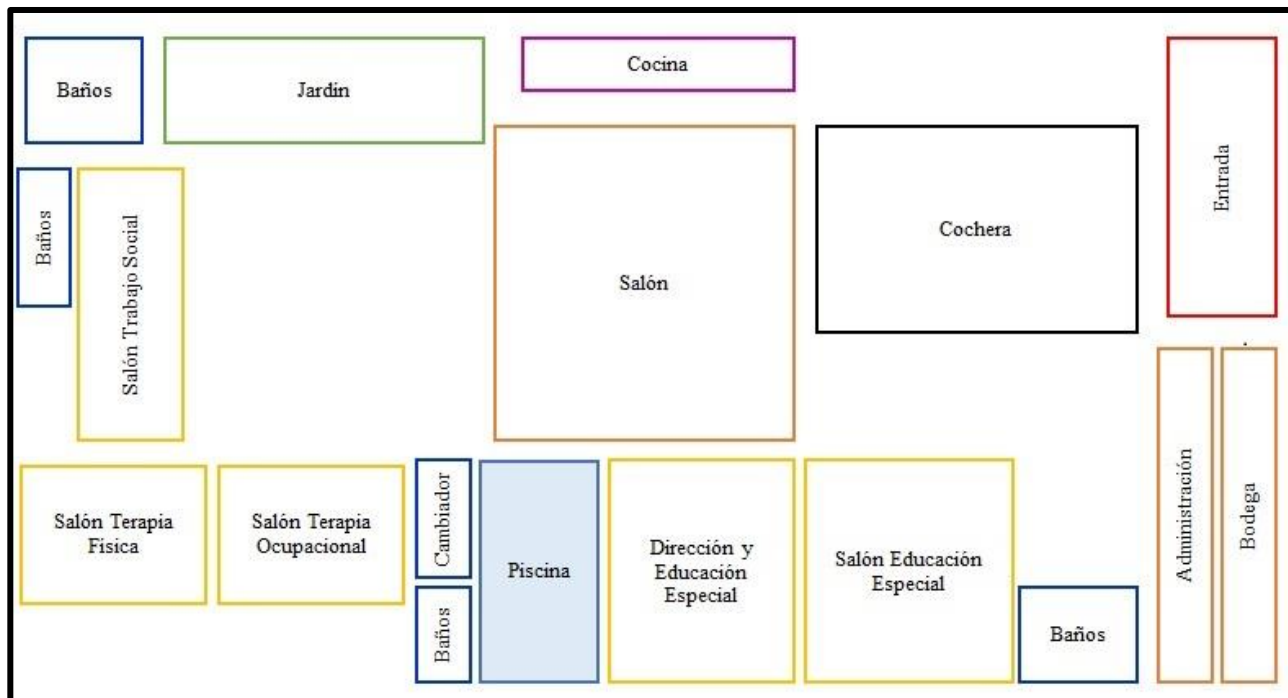 Baños
Jardin
Cocina
Entrada
Baños
Salón Trabajo Social
Salón
Cochera
Salón Terapia
Física
Salón Terapia
Ocupacional
Cambiador
Baños
Piscina
Dirección y
Educación
Especial
Salón Educación
Especial
Baños
Administración
Bodega